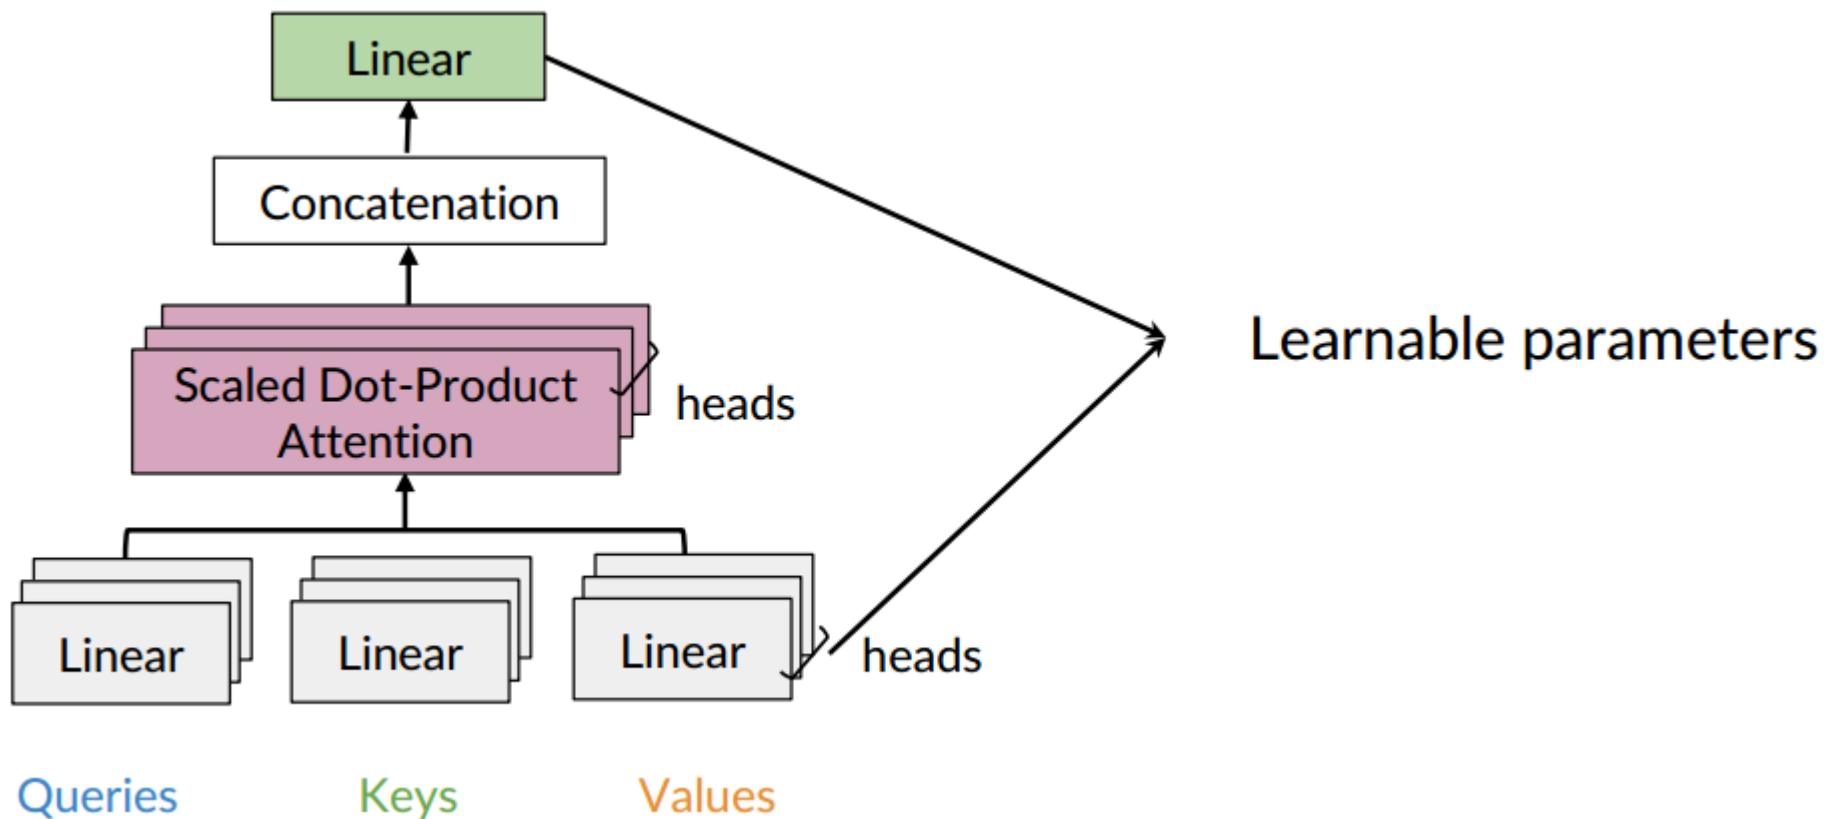 Linear
Concatenation
Scaled Dot-Product
Attention
heads
Learnable parameters
Linear
Linear
Linear
heads
Queries
Keys
Values